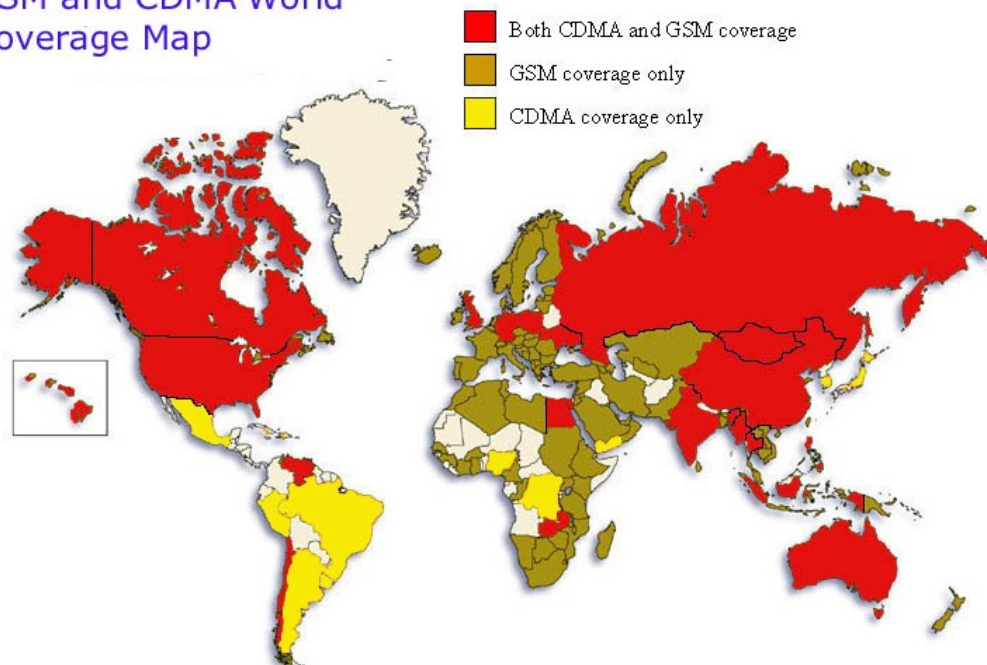 SM and CDMA World
overage Map
Both CDMA and GSM coverage
GSM coverage only
CDMA coverage only